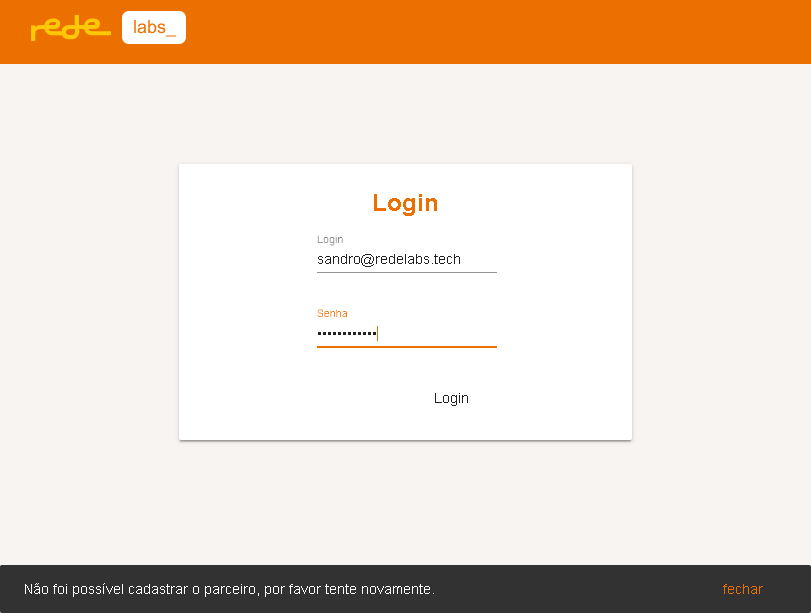 rede labs_
Login
Login
sandro@redelabs.tech
Senha
••••••••••••
Login
Não foi possível cadastrar o parceiro, por favor tente novamente. fechar